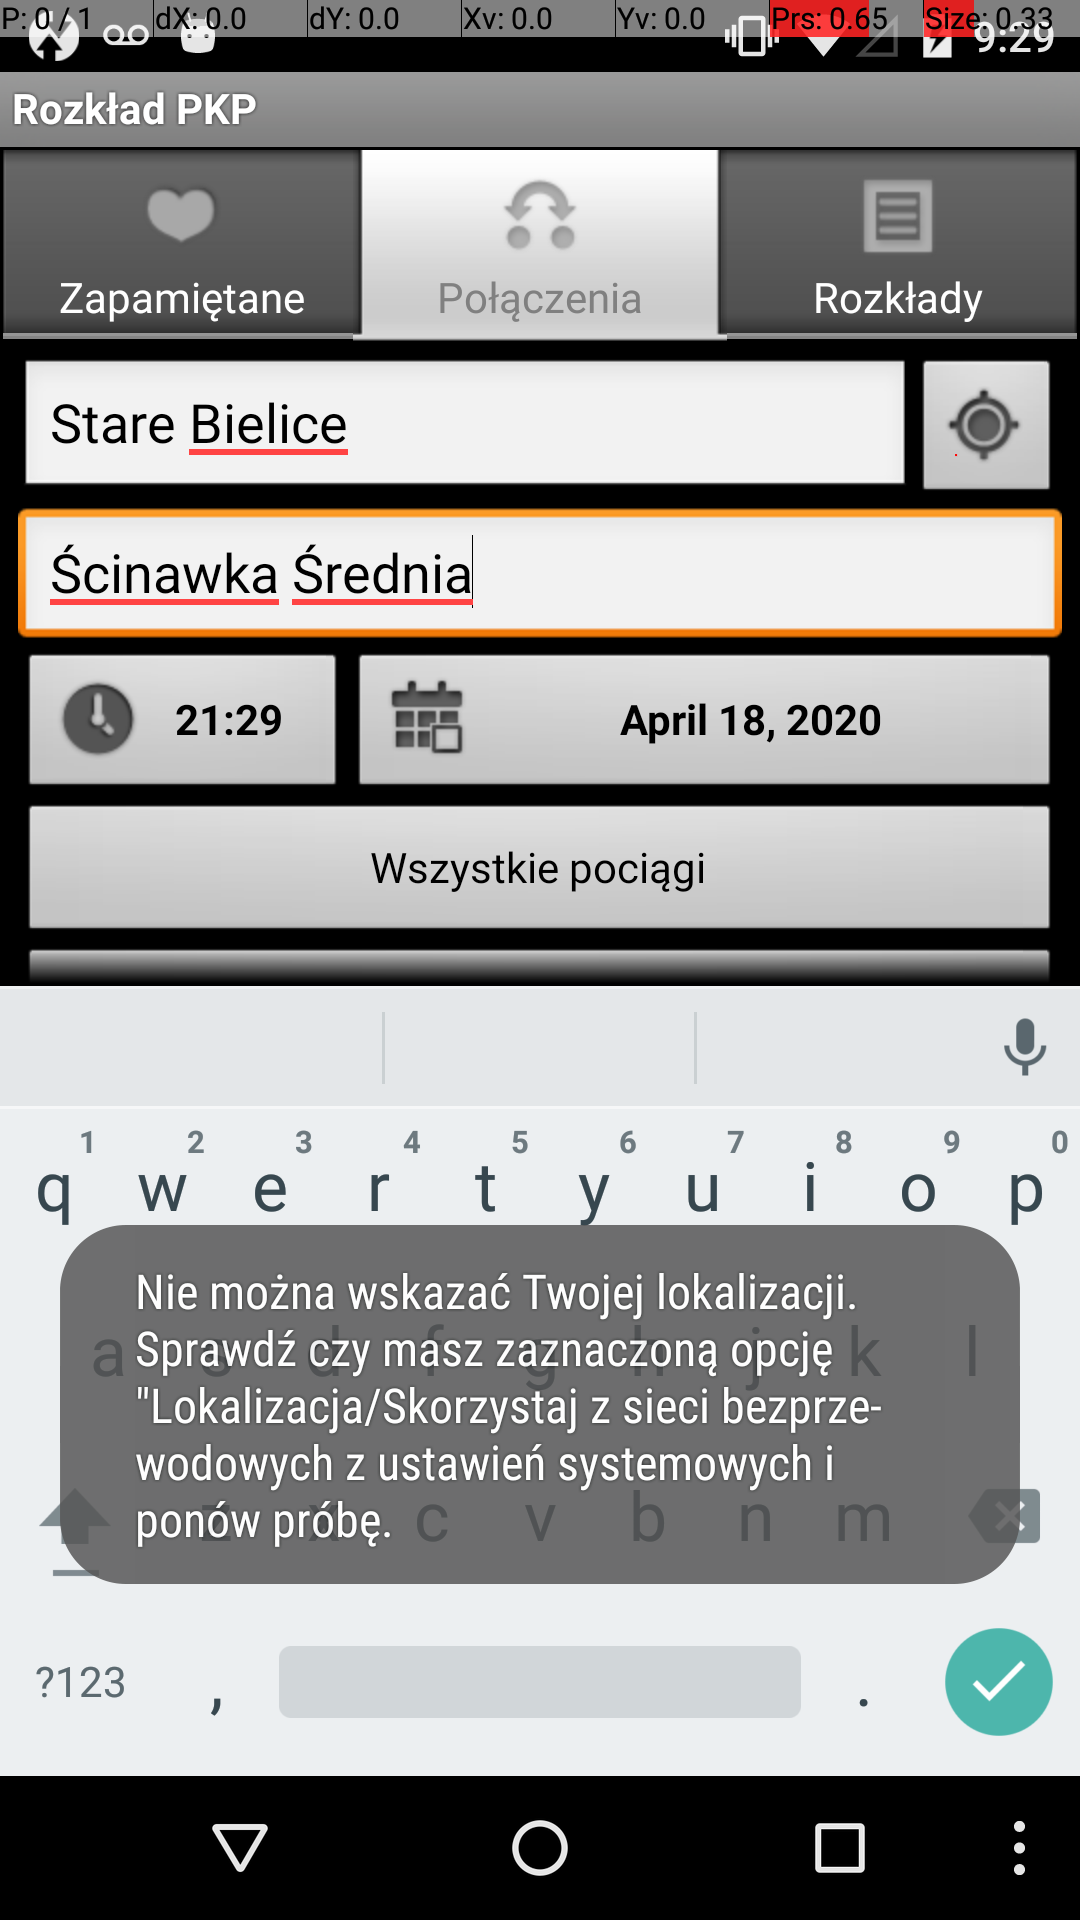 P: 0 / 1 dX: 0.0 dY: 0.0 Xv: 0.0 Yv: 0.0 Prs: 0.65 Size: 0.33
9:29
Rozkład PKP
Zapamiętane Połączenia Rozkłady
Stare Bielice
Ścinawka Średnia
21:29 April 18, 2020
Wszystkie pociągi
1 2 3 4 5 6 7 8 9 0
q w e r t y u i o p
a s d f g h j k l
z x c v b n m
Nie można wskazać Twojej lokalizacji.
Sprawdź czy masz zaznaczoną opcję
"Lokalizacja/Skorzystaj z sieci bezprze-
wodowych z ustawień systemowych i
ponów próbę.
?123 , .